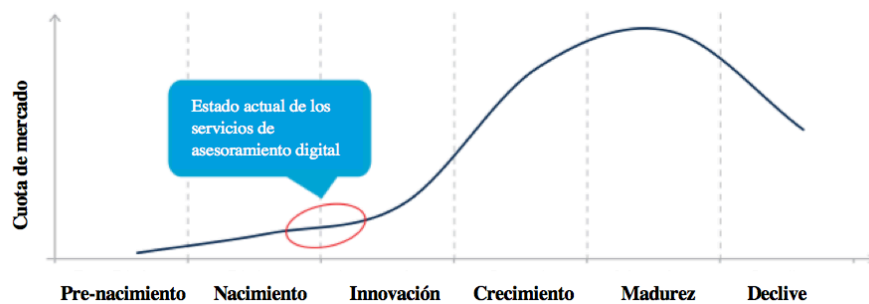 Cuota de mercado
Estado actual de los
servicios de
asesoramiento digital
Pre-nacimiento Nacimiento Innovación Crecimiento Madurez Declive